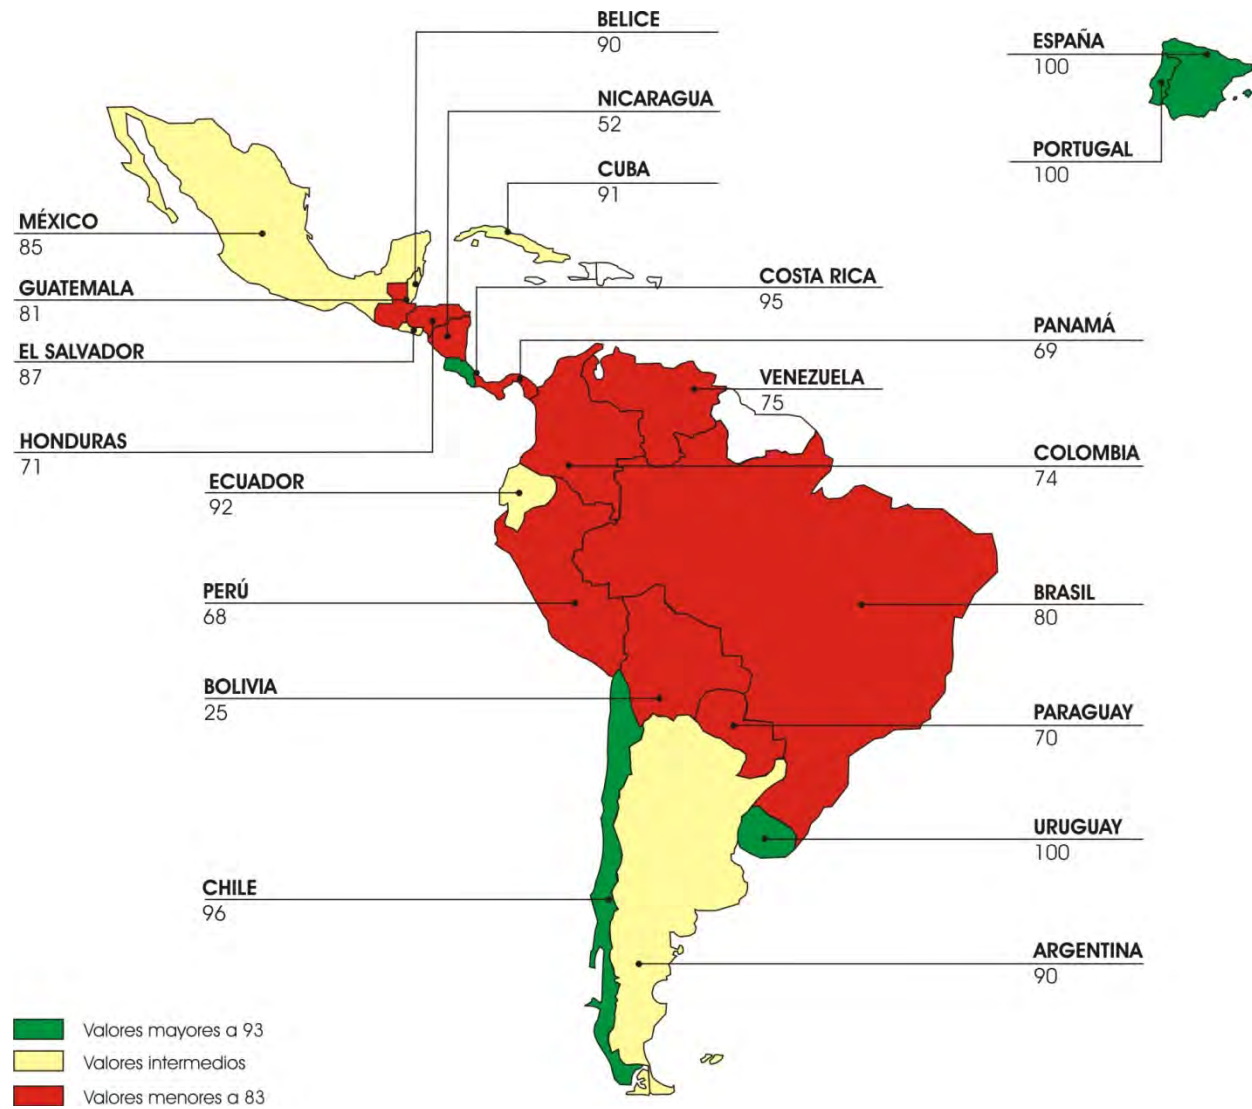 BELICE
90
ESPAÑA
100
NICARAGUA
52
PORTUGAL
100
CUBA
91
MÉXICO
85
COSTA RICA
95
GUATEMALA
81
PANAMÁ
69
EL SALVADOR
87
VENEZUELA
75
HONDURAS
71
COLOMBIA
74
ECUADOR
92
PERÚ
68
BRASIL
80
BOLIVIA
25
PARAGUAY
70
URUGUAY
100
CHILE
96
ARGENTINA
90
Valores mayores a 93
Valores intermedios
Valores menores a 83